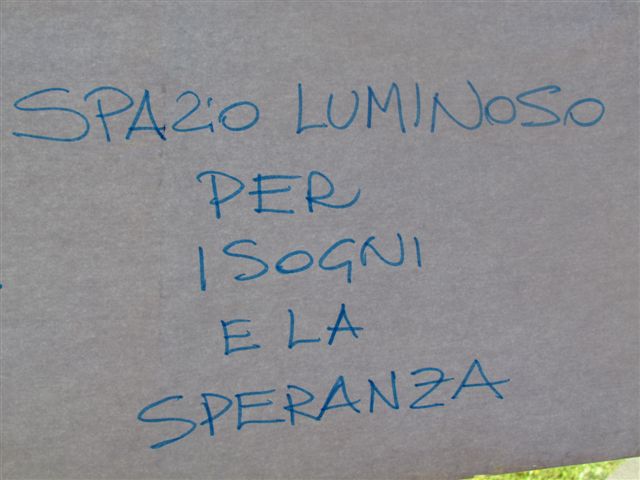 SPAZiO LUMINOSO
PER
I SOGNI
E LA
SPERANZA